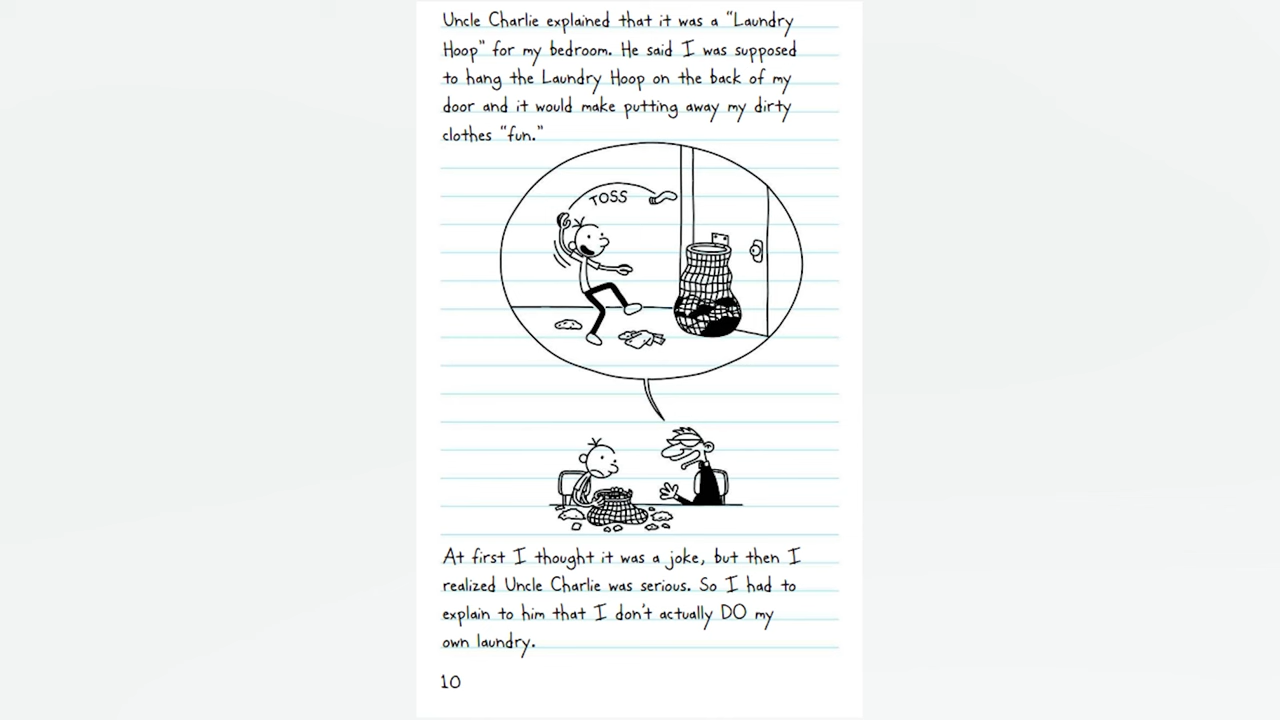 Uncle Charlie explained that it was a “Laundry
Hoop” for my bedroom. He said I was supposed
to hang the Laundry Hoop on the back of my
door and it would make putting away my dirty
clothes “fun.”
TOSS
At first I thought it was a joke, but then I
realized Uncle Charlie was serious. So I had to
explain to him that I don’t actually DO my
own laundry.
10